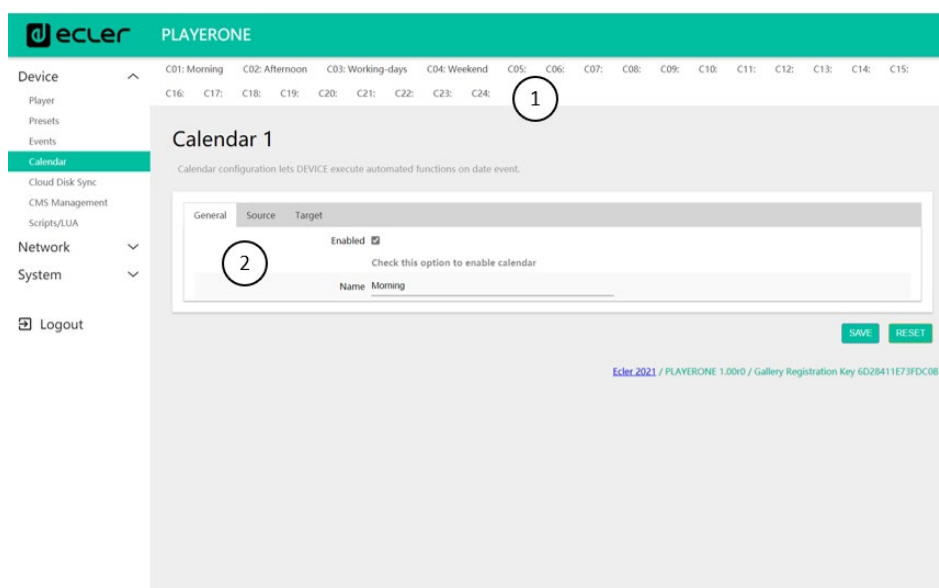 ecler PLAYERONE
Device
Player
Presets
Events
Calendar
Cloud Disk Sync
CMS Management
Scripts/LUA
Network
System
Logout
C01: Morning C02: Afternoon C03: Working-days C04: Weekend C05: C06: C07: C08: C09: C10: C11: C12: C13: C14: C15:
C16: C17: C18: C19: C20: C21: C22: C23: C24:
1
Calendar 1
Calendar configuration lets DEVICE execute automated functions on date event.
General Source Target
2
Enabled
Check this option to enable calendar
Name Morning
SAVE RESET
Ecler 2021 / PLAYERONE 1.00r0 / Gallery Registration Key 6D28411E73FDC0B